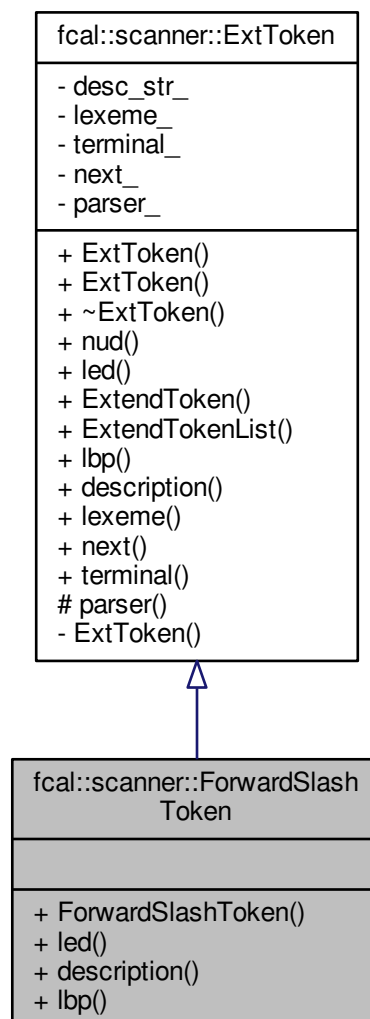 fcal::scanner::ExtToken
- desc_str_
- lexeme_
- terminal_
- next_
- parser_
+ ExtToken()
+ ExtToken()
+ ~ExtToken()
+ nud()
+ led()
+ ExtendToken()
+ ExtendTokenList()
+ lbp()
+ description()
+ lexeme()
+ next()
+ terminal()
# parser()
- ExtToken()
fcal::scanner::ForwardSlash
Token
+ ForwardSlashToken()
+ led()
+ description()
+ lbp()